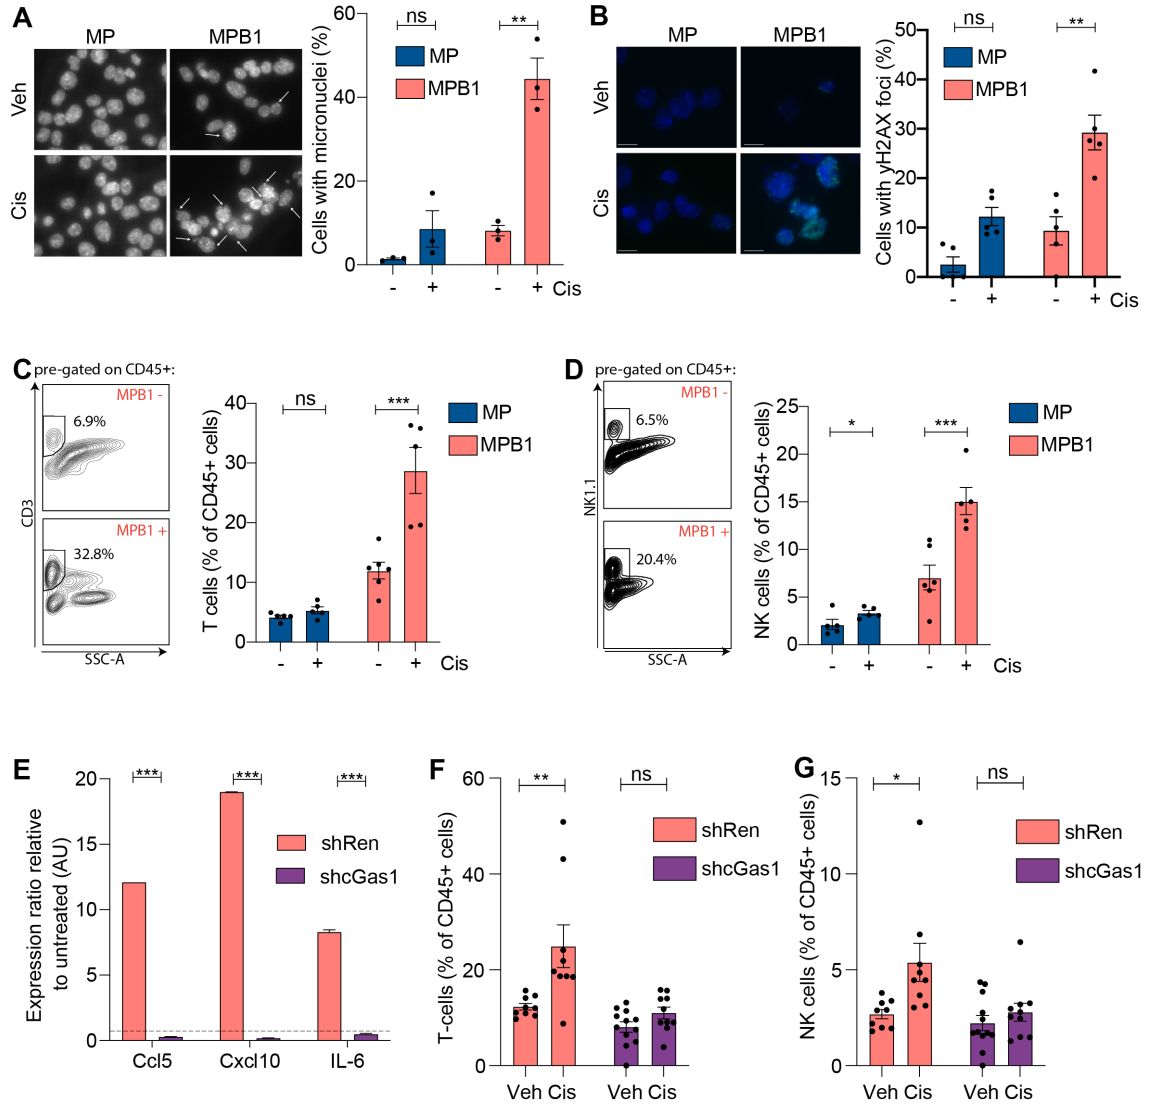 A
MP
MPB1
Veh
Cis
Cells with micronuclei (%)
60
40
20
0
ns
**
MP
MPB1
-
+
-
+
Cis
B
MP
MPB1
Veh
Cis
Cells with yH2AX foci (%)
50
40
30
20
10
0
ns
**
MP
MPB1
-
+
-
+
Cis
C
pre-gated on CD45+:
MPB1 -
6.9%
MPB1 +
32.8%
CD3
SSC-A
T cells (% of CD45+ cells)
40
30
20
10
0
ns
***
MP
MPB1
-
+
-
+
Cis
D
pre-gated on CD45+:
MPB1 -
6.5%
MPB1 +
20.4%
NK1.1
SSC-A
NK cells (% of CD45+ cells)
25
20
15
10
5
0
*
***
MP
MPB1
-
+
-
+
Cis
E
Expression ratio relative
to untreated (AU)
20
15
10
5
0
***
***
***
shRen
shcGas1
Ccl5
Cxcl10
IL-6
F
T-cells (% of CD45+ cells)
60
40
20
0
**
ns
shRen
shcGas1
Veh Cis
Veh Cis
G
NK cells (% of CD45+ cells)
15
10
5
0
*
ns
shRen
shcGas1
Veh Cis
Veh Cis